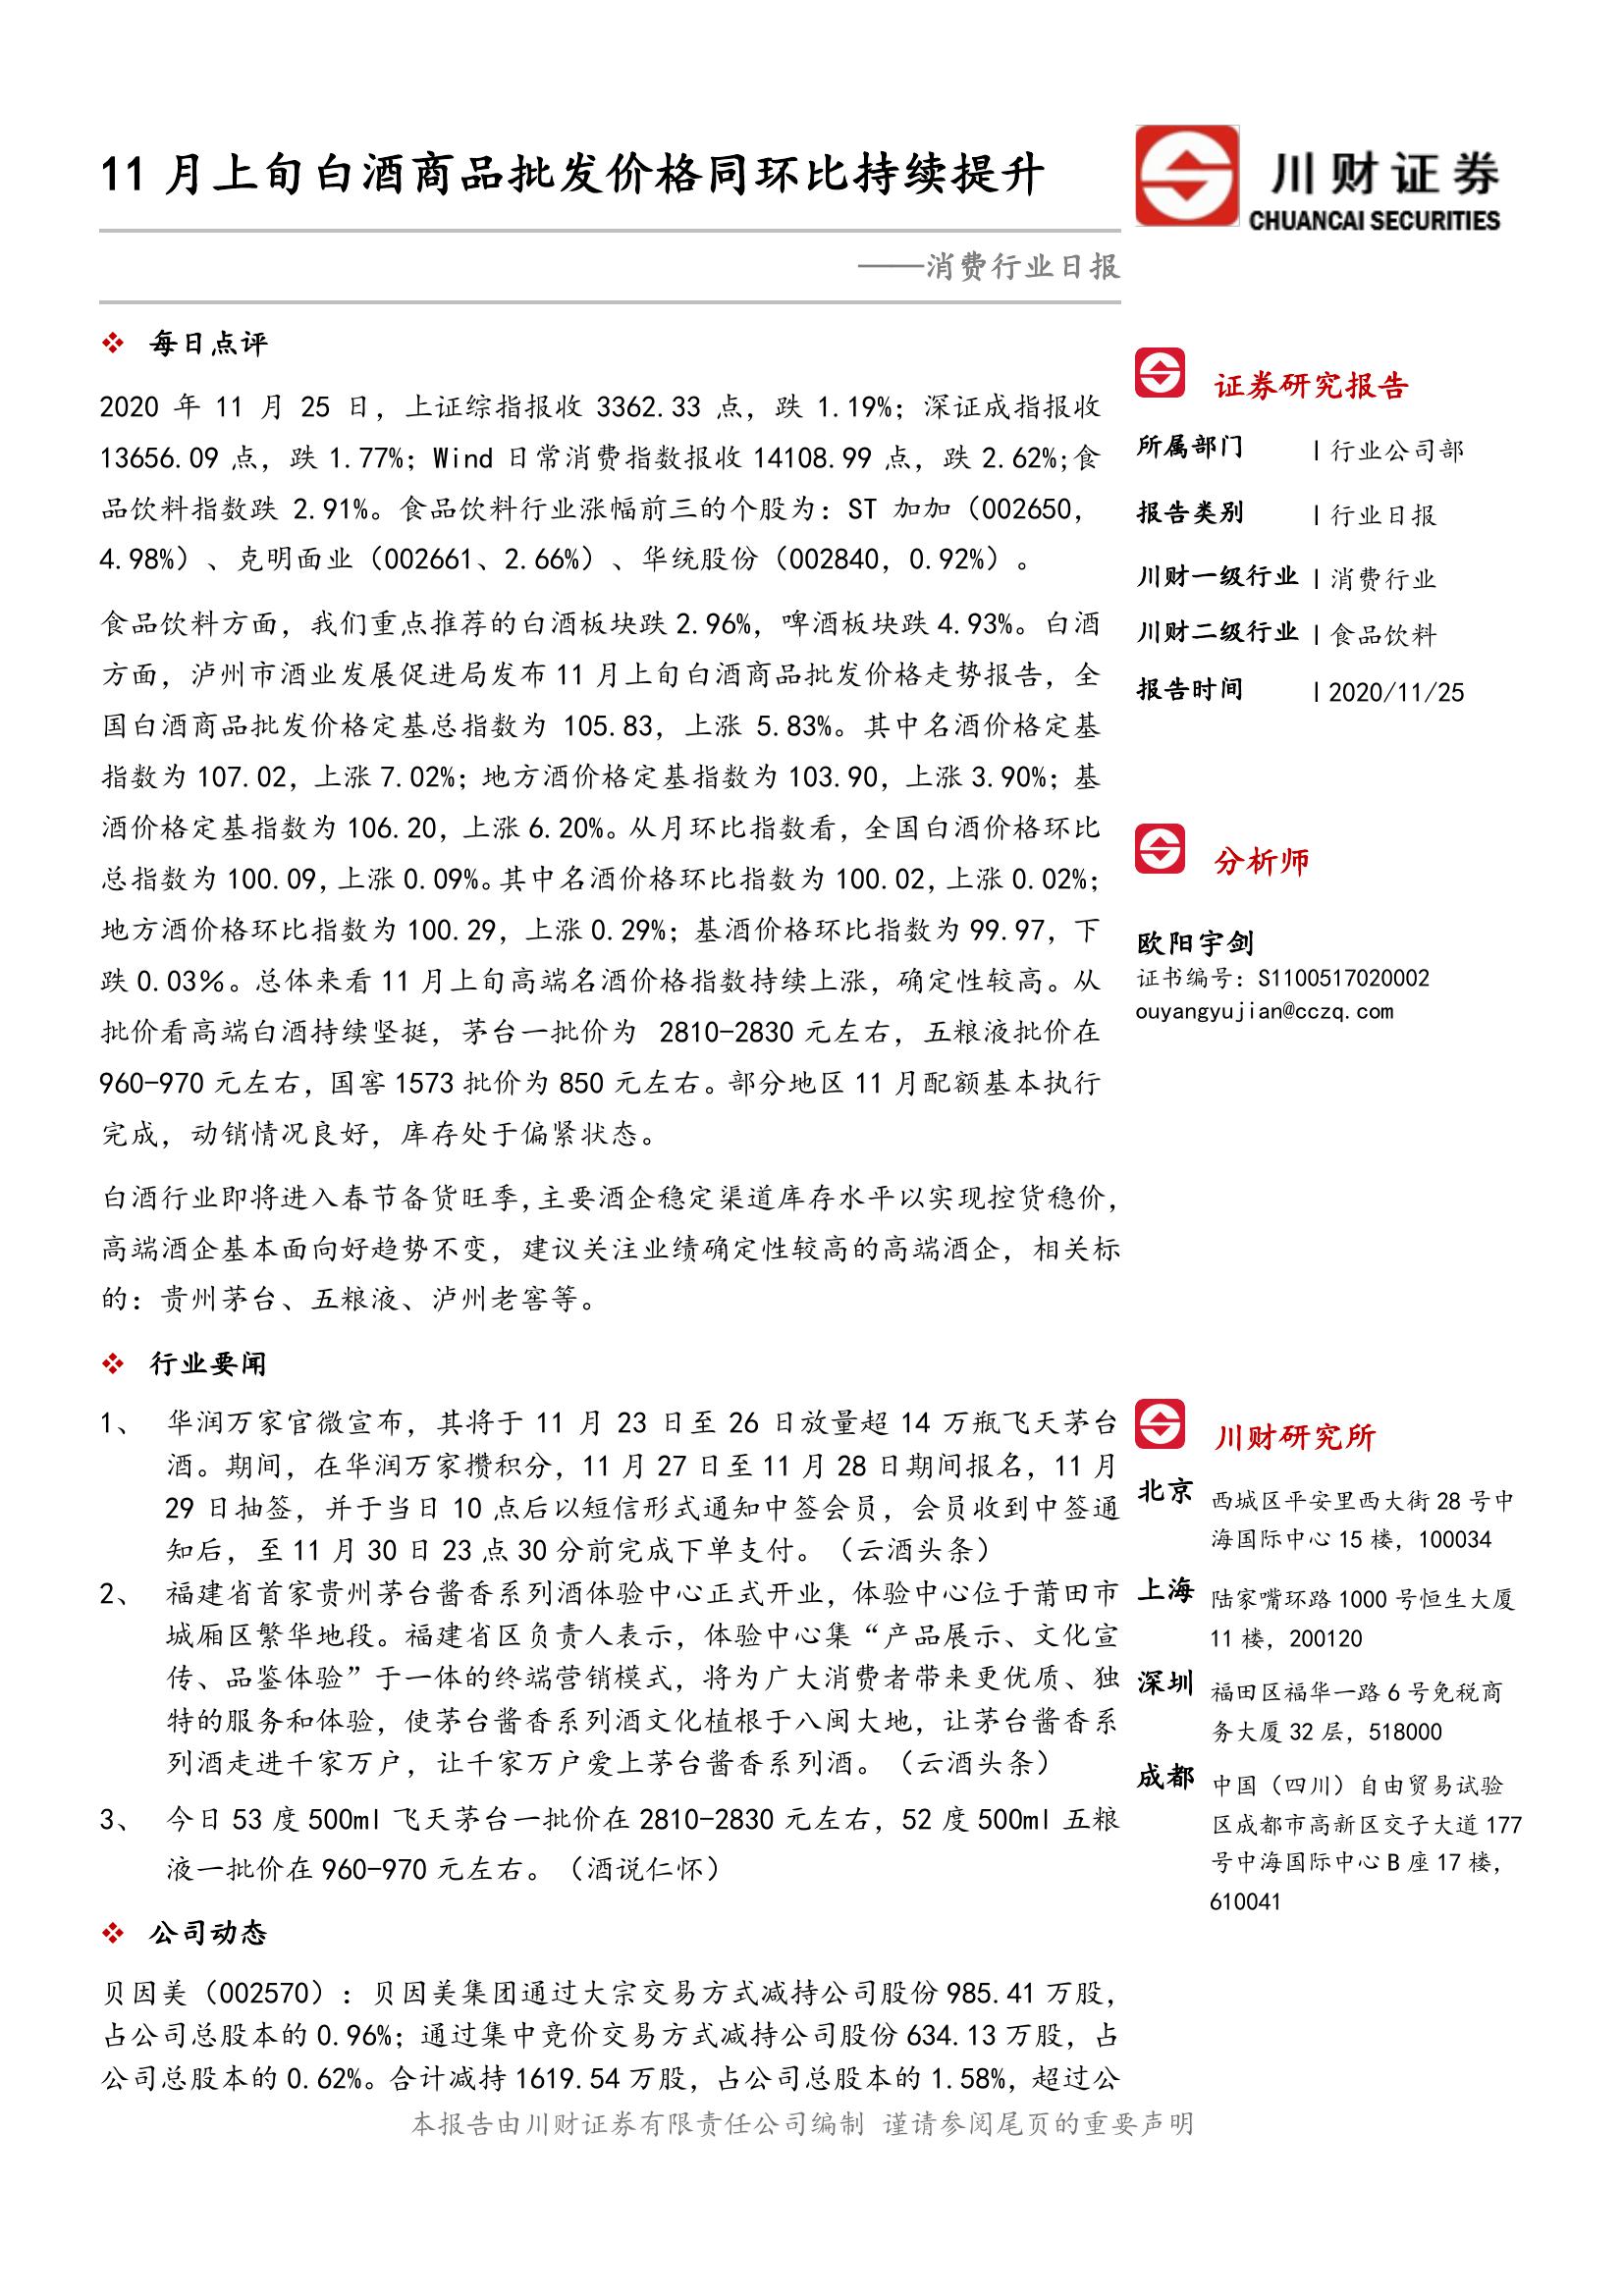 11 月上旬白酒商品批发价格同环比持续提升
川财证券
CHUANCAI SECURITIES
——消费行业日报
❖ 每日点评
2020 年 11 月 25 日，上证综指报收 3362.33 点，跌 1.19%；深证成指报收
13656.09 点，跌 1.77%；Wind 日常消费指数报收 14108.99 点，跌 2.62%;食
品饮料指数跌 2.91%。食品饮料行业涨幅前三的个股为：ST 加加（002650，
4.98%）、克明面业（002661、2.66%）、华统股份（002840，0.92%）。
食品饮料方面，我们重点推荐的白酒板块跌 2.96%，啤酒板块跌 4.93%。白酒
方面，泸州市酒业发展促进局发布 11 月上旬白酒商品批发价格走势报告，全
国白酒商品批发价格定基总指数为 105.83，上涨 5.83%。其中名酒价格定基
指数为 107.02，上涨 7.02%；地方酒价格定基指数为 103.90，上涨 3.90%；基
酒价格定基指数为 106.20，上涨 6.20%。从月环比指数看，全国白酒价格环比
总指数为 100.09，上涨 0.09%。其中名酒价格环比指数为 100.02，上涨 0.02%；
地方酒价格环比指数为 100.29，上涨 0.29%；基酒价格环比指数为 99.97，下
跌 0.03％。总体来看 11 月上旬高端名酒价格指数持续上涨，确定性较高。从
批价看高端白酒持续坚挺，茅台一批价为 2810-2830 元左右，五粮液批价在
960-970 元左右，国窖 1573 批价为 850 元左右。部分地区 11 月配额基本执行
完成，动销情况良好，库存处于偏紧状态。
白酒行业即将进入春节备货旺季，主要酒企稳定渠道库存水平以实现控货稳价，
高端酒企基本面向好趋势不变，建议关注业绩确定性较高的高端酒企，相关标
的：贵州茅台、五粮液、泸州老窖等。
❖ 行业要闻
1、 华润万家官微宣布，其将于 11 月 23 日至 26 日放量超 14 万瓶飞天茅台
酒。期间，在华润万家攒积分，11 月 27 日至 11 月 28 日期间报名，11 月
29 日抽签，并于当日 10 点后以短信形式通知中签会员，会员收到中签通
知后，至 11 月 30 日 23 点 30 分前完成下单支付。（云酒头条）
2、 福建省首家贵州茅台酱香系列酒体验中心正式开业，体验中心位于莆田市
城厢区繁华地段。福建省区负责人表示，体验中心集“产品展示、文化宣
传、品鉴体验”于一体的终端营销模式，将为广大消费者带来更优质、独
特的服务和体验，使茅台酱香系列酒文化植根于八闽大地，让茅台酱香系
列酒走进千家万户，让千家万户爱上茅台酱香系列酒。（云酒头条）
3、 今日 53 度 500ml 飞天茅台一批价在 2810-2830 元左右，52 度 500ml 五粮
液一批价在 960-970 元左右。（酒说仁怀）
❖ 公司动态
贝因美（002570）：贝因美集团通过大宗交易方式减持公司股份 985.41 万股，
占公司总股本的 0.96%；通过集中竞价交易方式减持公司股份 634.13 万股，占
公司总股本的 0.62%。合计减持 1619.54 万股，占公司总股本的 1.58%，超过公
证券研究报告
所属部门 | 行业公司部
报告类别 | 行业日报
川财一级行业 | 消费行业
川财二级行业 | 食品饮料
报告时间 | 2020/11/25
分析师
欧阳宇剑
证书编号：S1100517020002
ouyangyujian@cczq.com
川财研究所
北京 西城区平安里西大街 28 号中
海国际中心 15 楼，100034
上海 陆家嘴环路 1000 号恒生大厦
11 楼，200120
深圳 福田区福华一路 6 号免税商
务大厦 32 层，518000
成都 中国（四川）自由贸易试验
区成都市高新区交子大道 177
号中海国际中心 B 座 17 楼，
610041
本报告由川财证券有限责任公司编制 谨请参阅尾页的重要声明